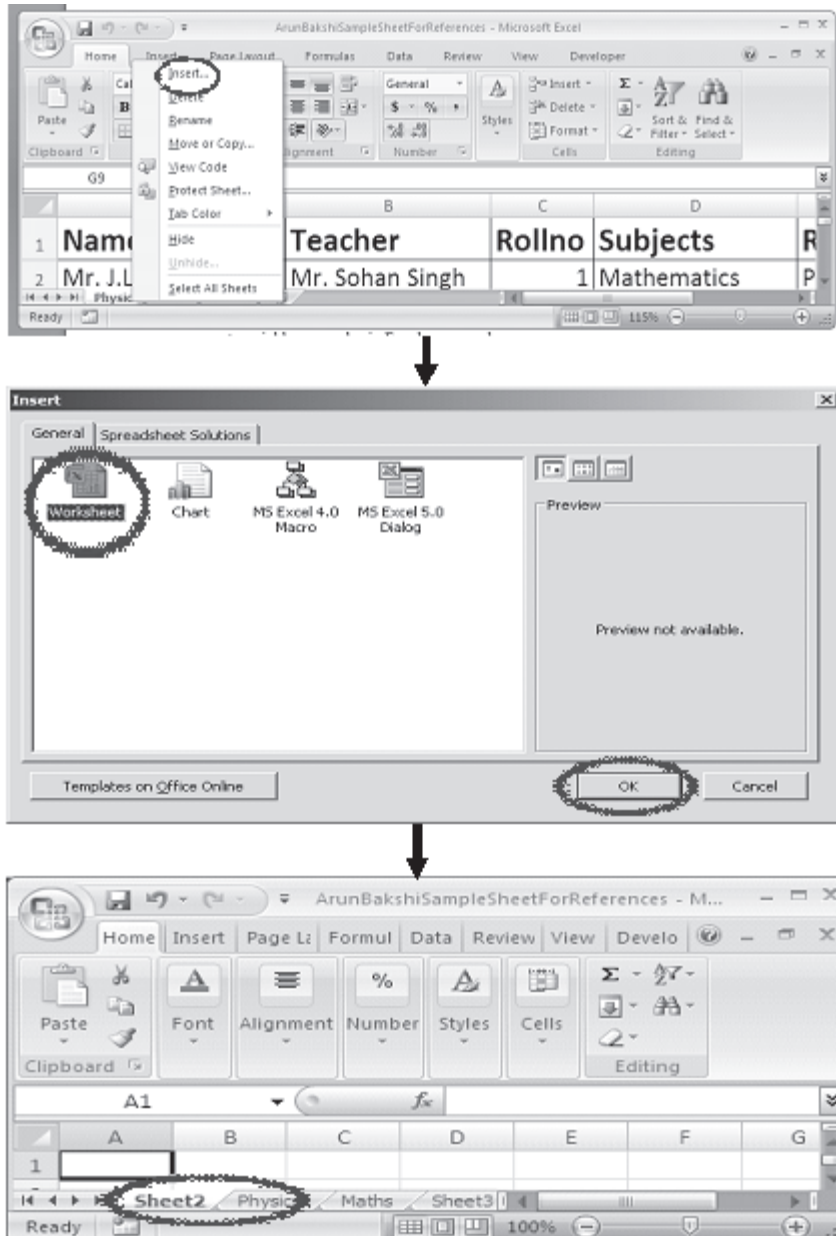 ArunBakshiSampleSheetForReferences - Microsoft Excel
Home Insert Page Layout Formulas Data Review View Developer
Insert...
Delete
Rename
Move or Copy...
View Code
Protect Sheet...
Tab Color
Hide
Unhide...
Select All Sheets
Paste
Clipboard
B
General
$ % ,
Number
Styles
Insert
Delete
Format
Cells
Σ
Sort & Filter
Find & Select
Editing
G9
B C D
1 Teacher Rollno Subjects
2 Mr. J.L Mr. Sohan Singh 1 Mathematics
Ready 115%
Insert
General Spreadsheet Solutions
Worksheet
Chart
MS Excel 4.0 Macro
MS Excel 5.0 Dialog
Preview
Preview not available.
Templates on Office Online
OK Cancel
ArunBakshiSampleSheetForReferences - M...
Home Insert Page La Formul Data Review View Develo
Paste Font Alignment Number Styles Cells
A % A Σ
Clipboard Editing
A1 fx
A B C D E F G
1
Sheet2 Physic Maths Sheet3
Ready 100%